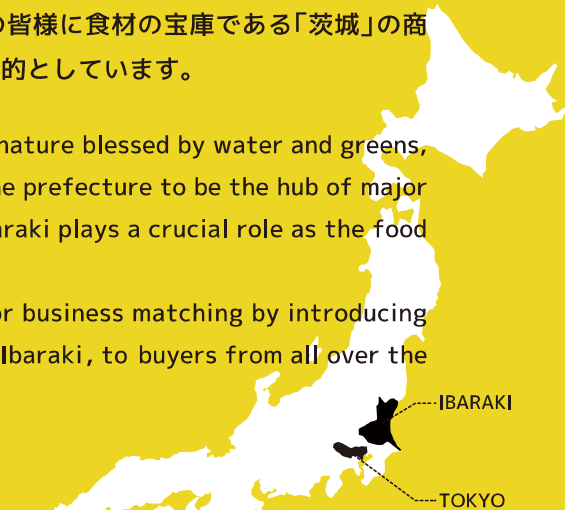 の皆様に食材の宝庫である「茨城」の商
的としています。
nature blessed by water and greens,
he prefecture to be the hub of major
araki plays a crucial role as the food
or business matching by introducing
Ibaraki, to buyers from all over the
IBARAKI
TOKYO